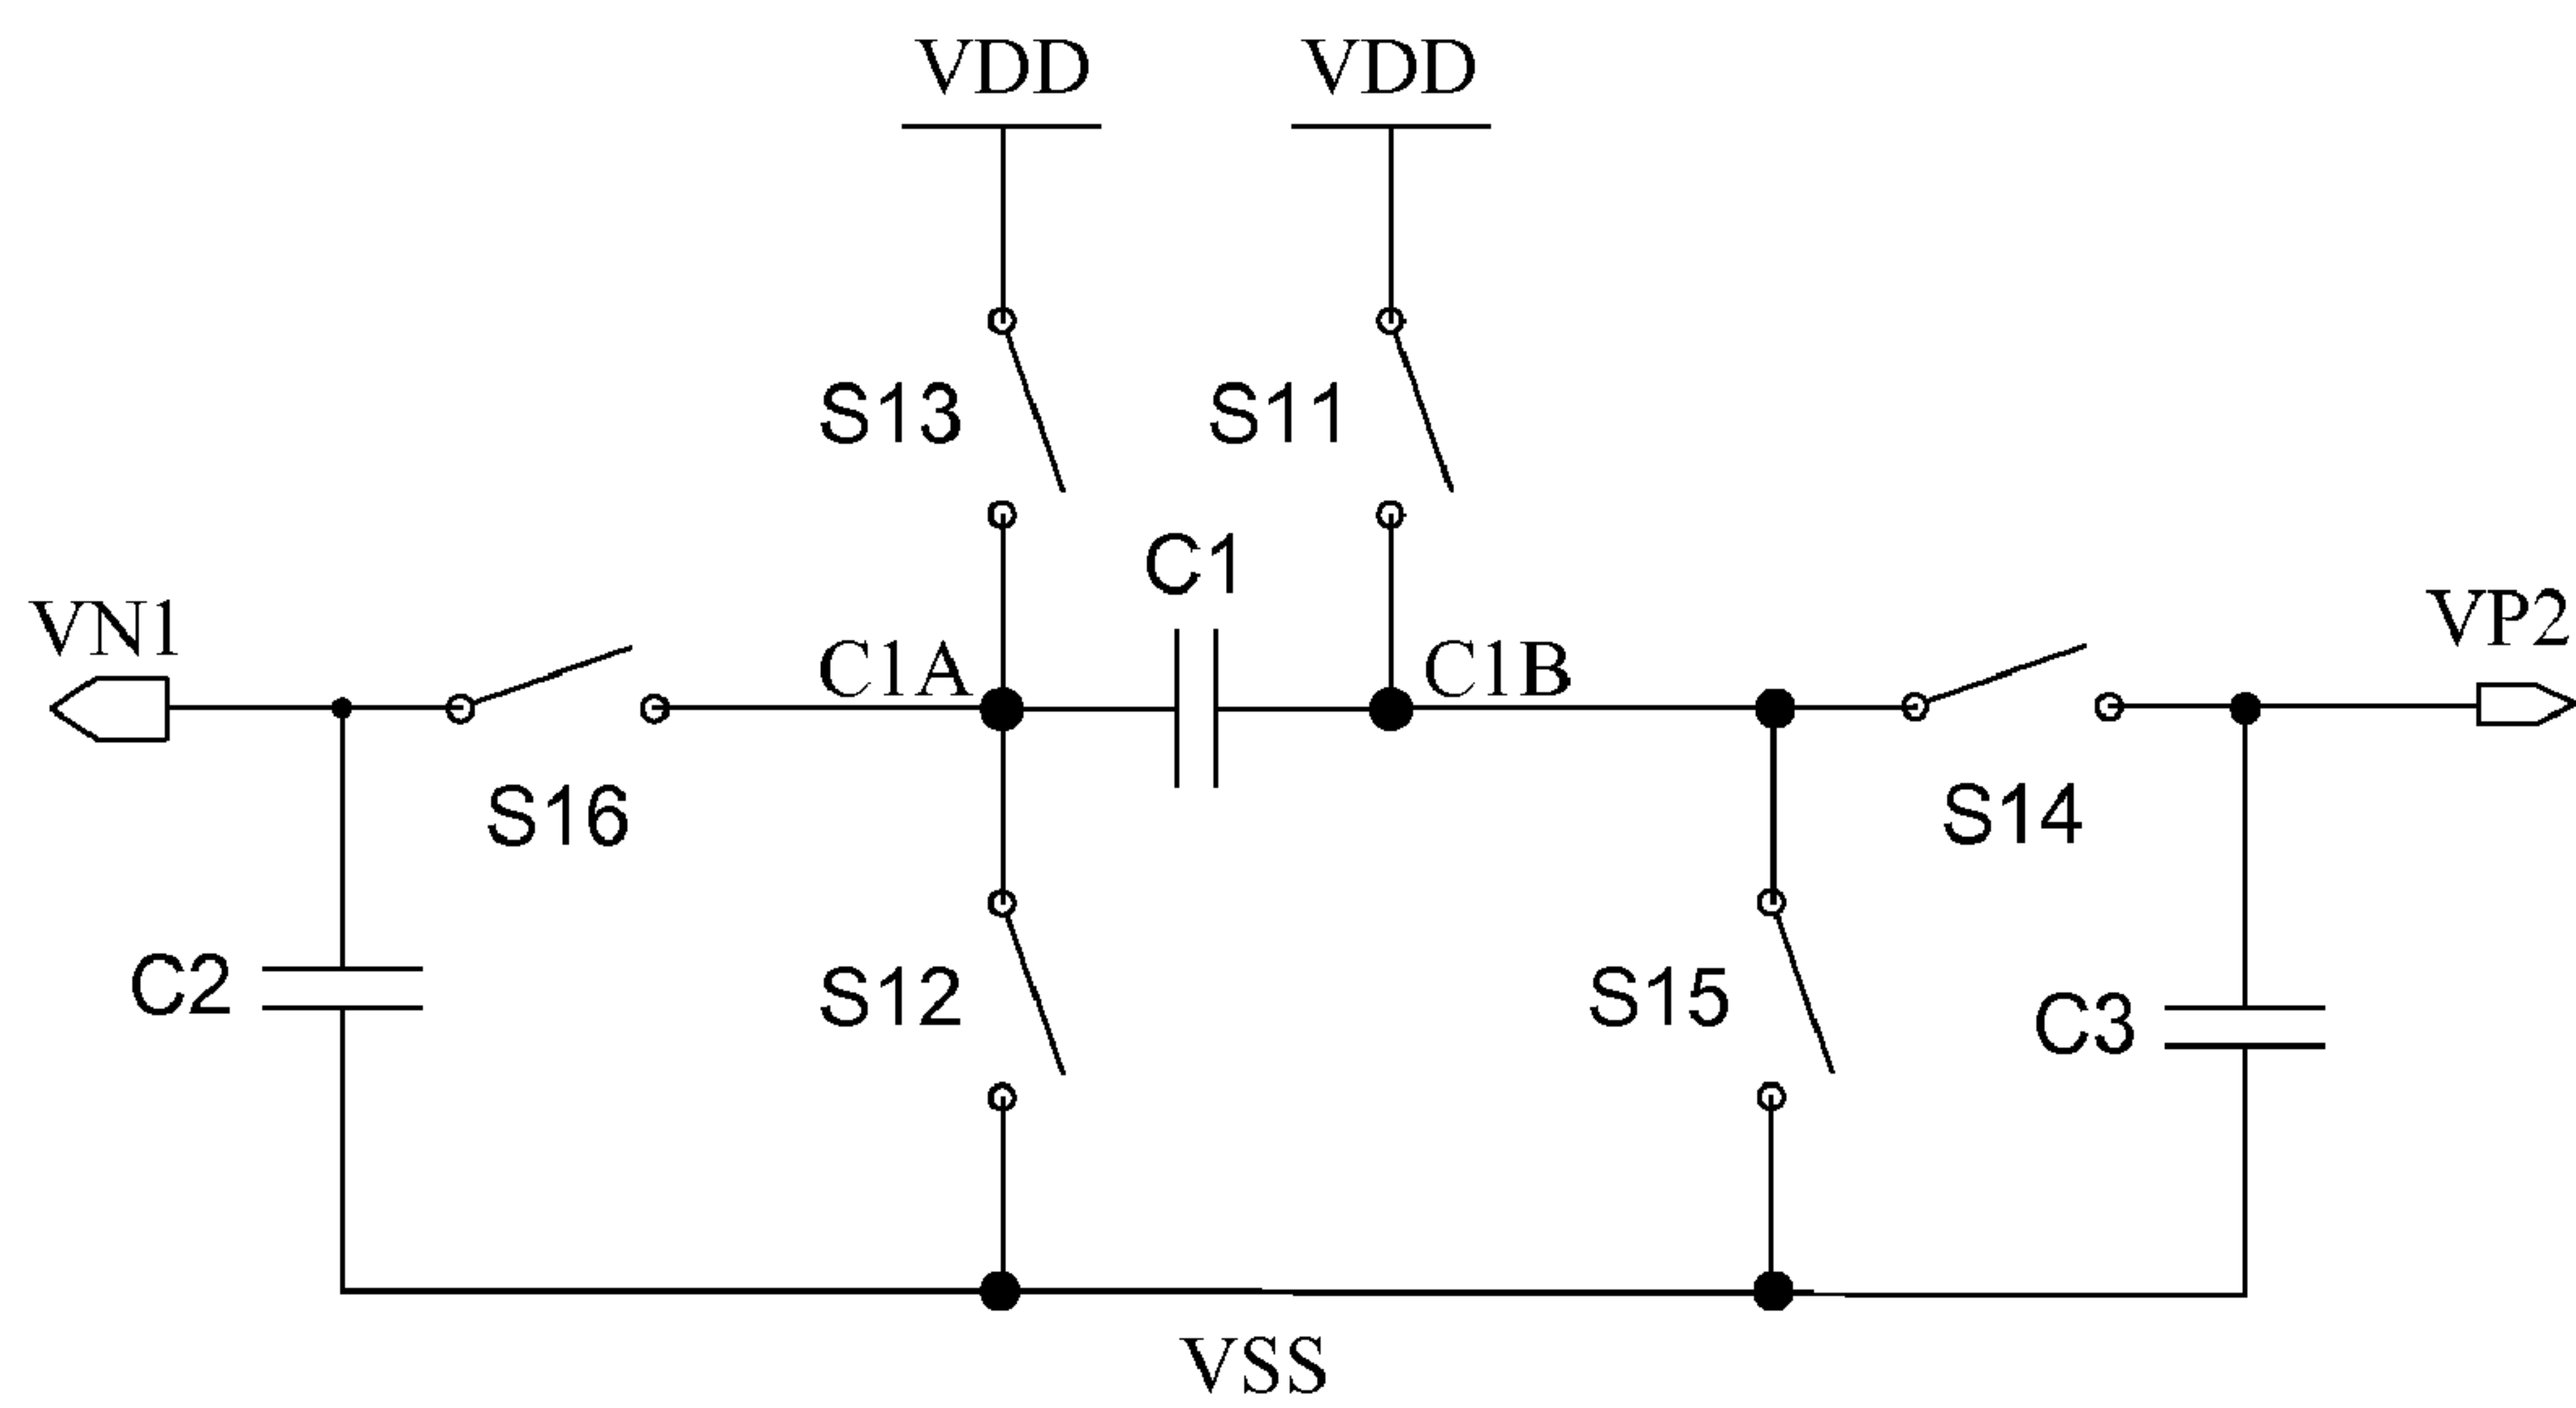 VDD VDD
S13 S11
C1
VN1 C1A C1B VP2
S16 S14
C2 S12 S15 C3
VSS